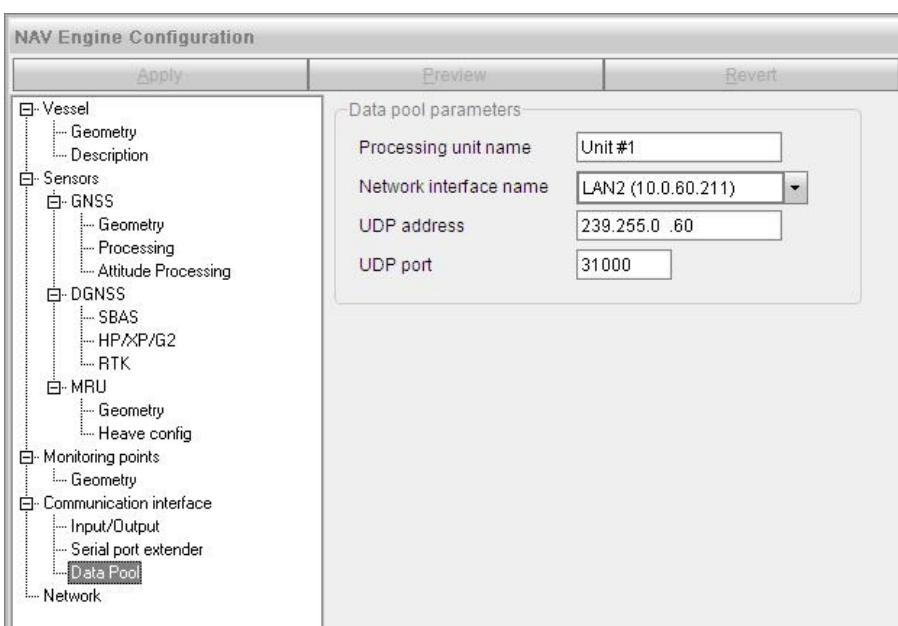 NAV Engine Configuration
Apply Preview Revert
Vessel
Geometry
Description
Sensors
GNSS
Geometry
Processing
Attitude Processing
DGNSS
SBAS
HP/XP/G2
RTK
MRU
Geometry
Heave config
Monitoring points
Geometry
Communication interface
Input/Output
Serial port extender
Data Pool
Network
Data pool parameters
Processing unit name Unit #1
Network interface name LAN2 (10.0.60.211)
UDP address 239.255.0 .60
UDP port 31000